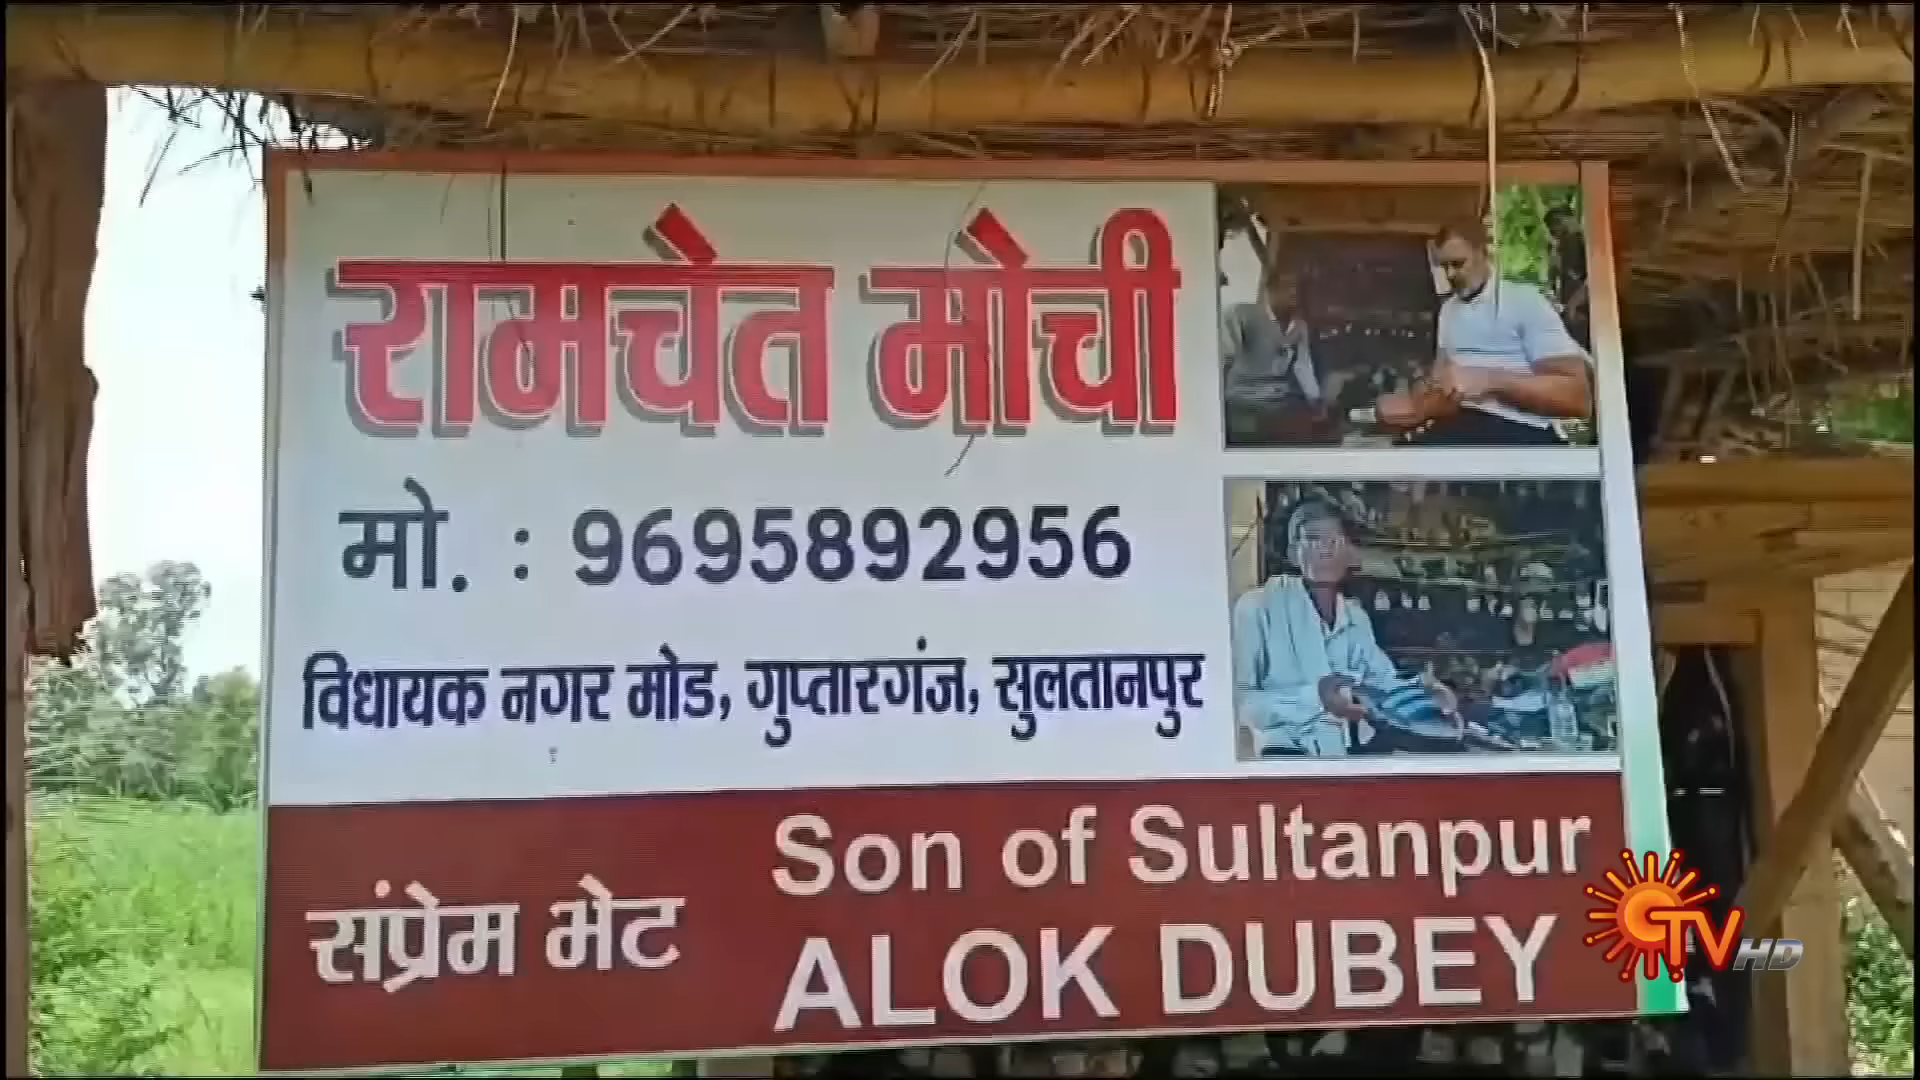 रामचेत मोची
मो. : 9695892956
विधायक नगर मोड, गुप्तारगंज, सुलतानपुर
संप्रेम भेट
Son of Sultanpur
ALOK DUBEY
TV HD